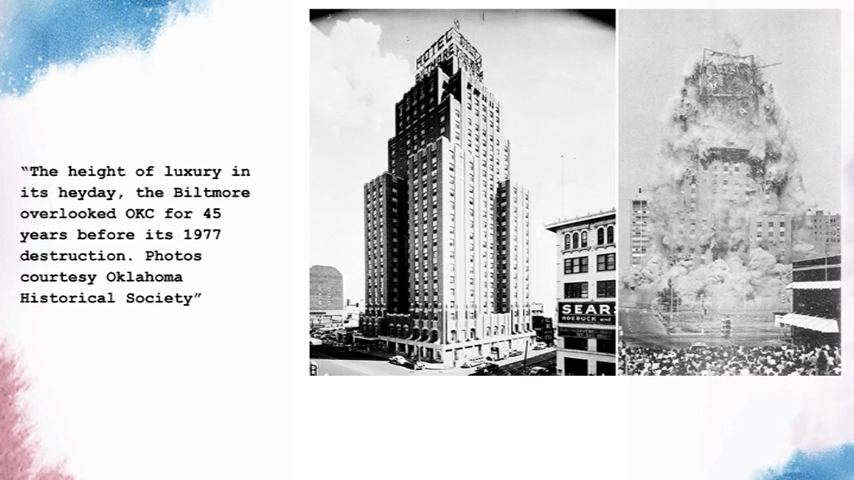 “The height of luxury in
its heyday, the Biltmore
overlooked OKC for 45
years before its 1977
destruction. Photos
courtesy Oklahoma
Historical Society”
HOTEL
BILTMORE
SEARS
ROEBUCK and